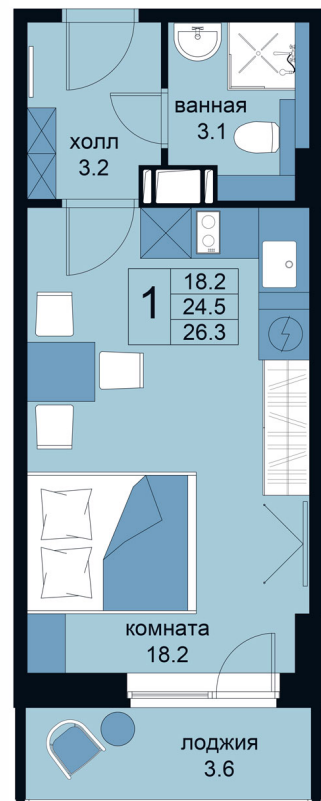 ванная
3.1
холл
3.2
1
18.2
24.5
26.3
комната
18.2
лоджия
3.6